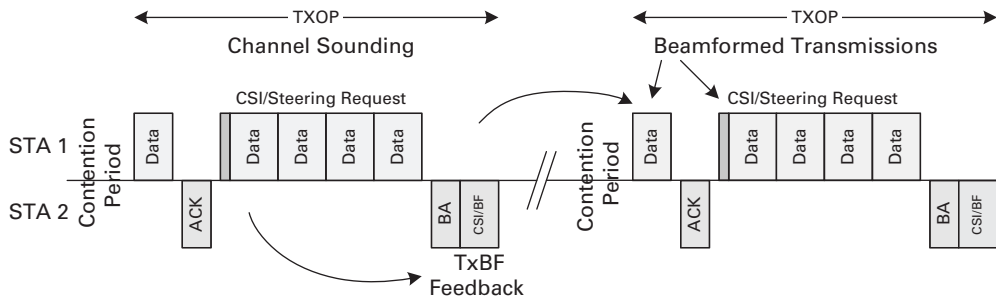 TXOP
TXOP
Channel Sounding
Beamformed Transmissions
CSI/Steering Request
CSI/Steering Request
STA 1
Contention
Period
Data
Data
Data
Data
Data
Contention
Period
Data
Data
Data
Data
Data
STA 2
ACK
BA
CSI/BF
ACK
BA
CSI/BF
TxBF
Feedback